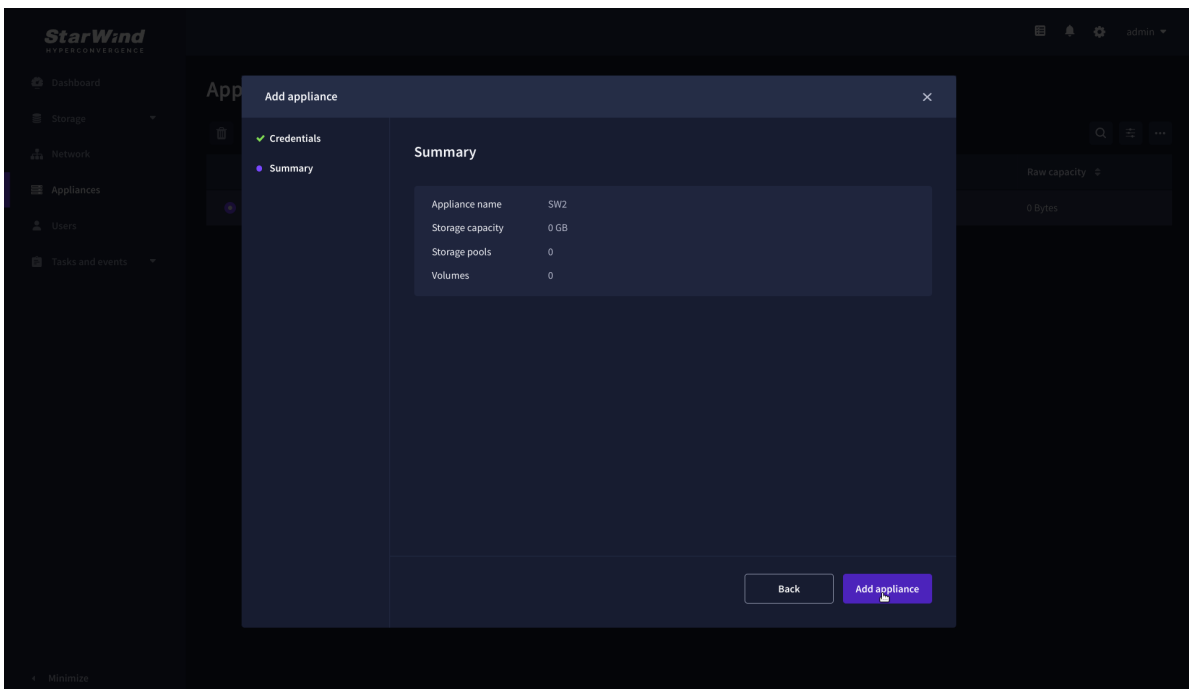 StarWind
HYPERCONVERGENCE
admin
Dashboard
Storage
Network
Appliances
Users
Tasks and events
Minimize
App
Raw capacity
0 Bytes
Add appliance
Credentials
Summary
Summary
Appliance name SW2
Storage capacity 0 GB
Storage pools 0
Volumes 0
Back
Add appliance